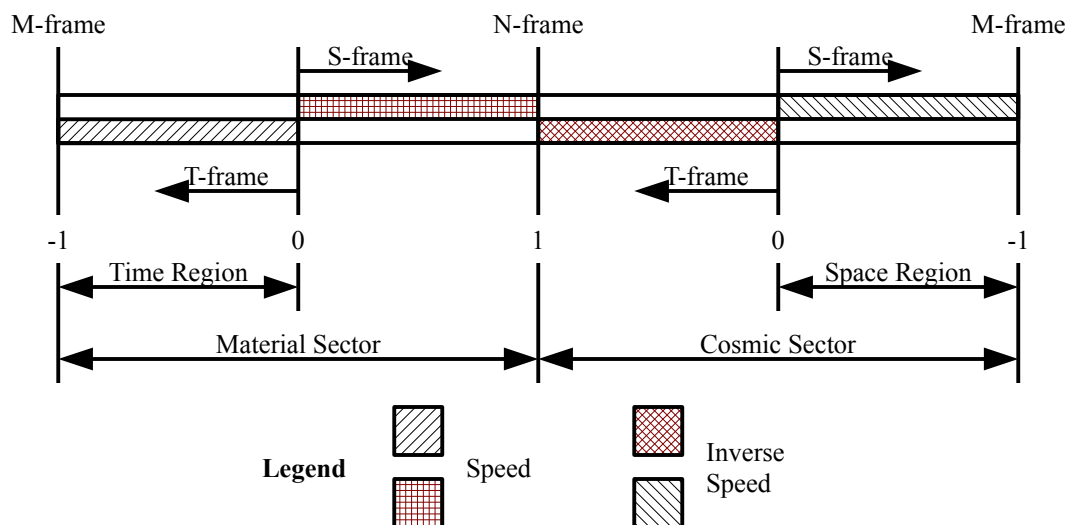 M-frame N-frame M-frame
S-frame S-frame
T-frame T-frame
-1 0 1 0 -1
Time Region Space Region
Material Sector Cosmic Sector
Legend Speed Inverse
Speed